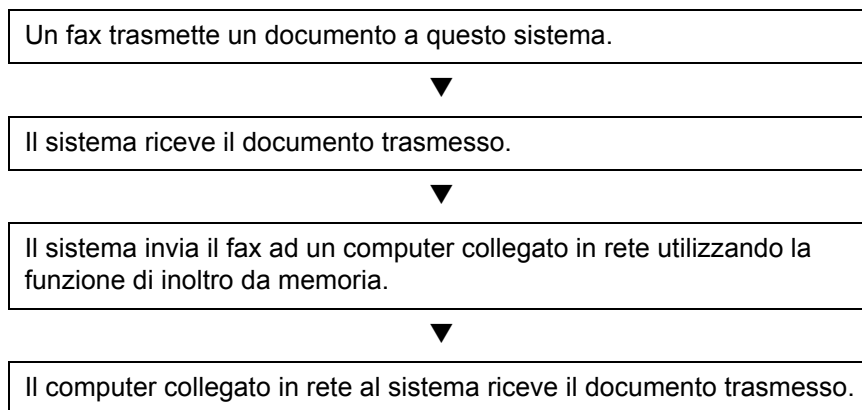 Un fax trasmette un documento a questo sistema.
Il sistema riceve il documento trasmesso.
Il sistema invia il fax ad un computer collegato in rete utilizzando la
funzione di inoltro da memoria.
Il computer collegato in rete al sistema riceve il documento trasmesso.